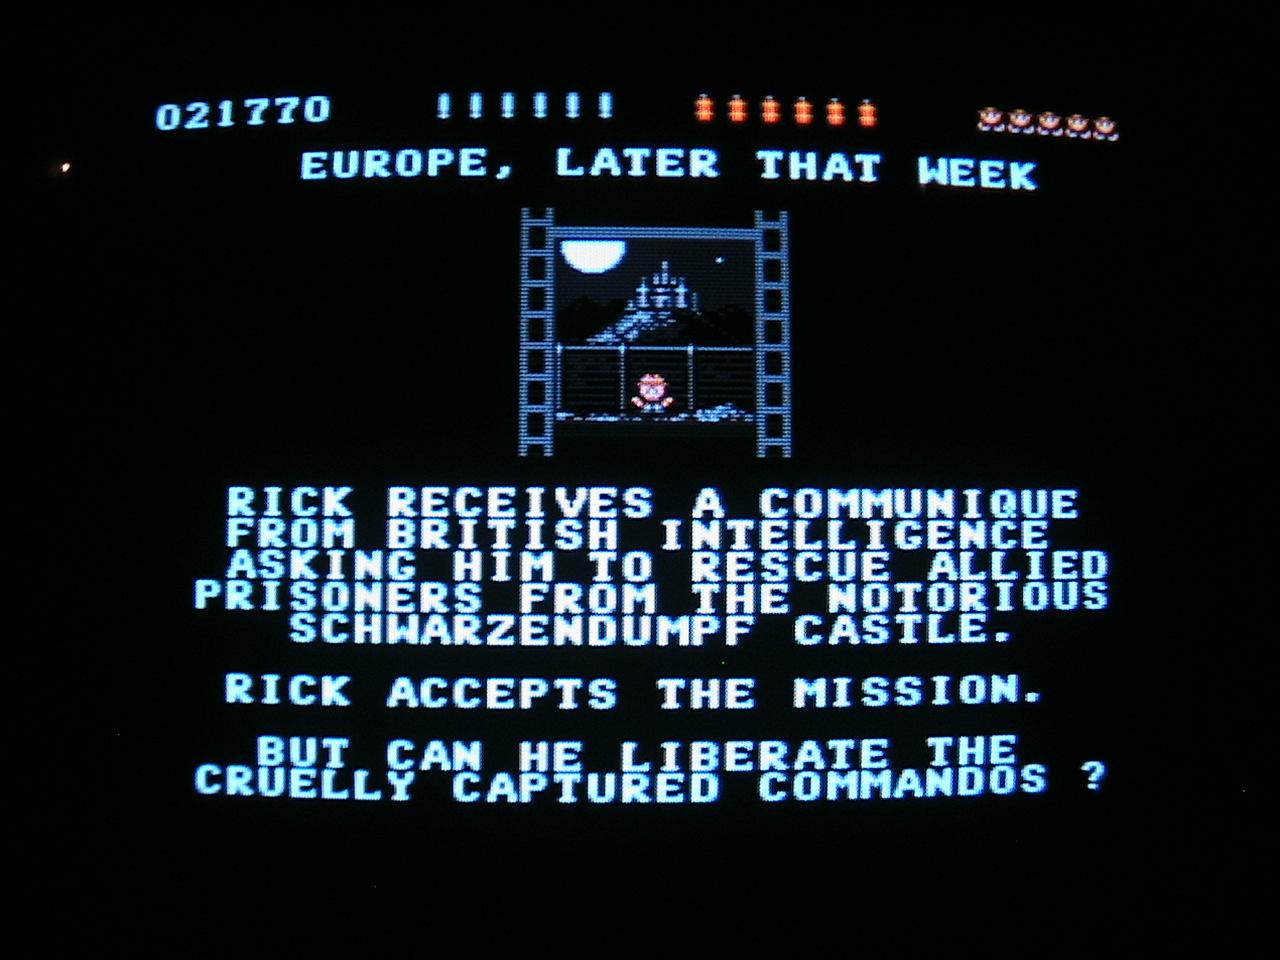 021770
EUROPE, LATER THAT WEEK
RICK RECEIVES A COMMUNIQUE
FROM BRITISH INTELLIGENCE
ASKING HIM TO RESCUE ALLIED
PRISONERS FROM THE NOTORIOUS
SCHWARZENDUMPF CASTLE.
RICK ACCEPTS THE MISSION.
BUT CAN HE LIBERATE THE
CRUELLY CAPTURED COMMANDOS ?